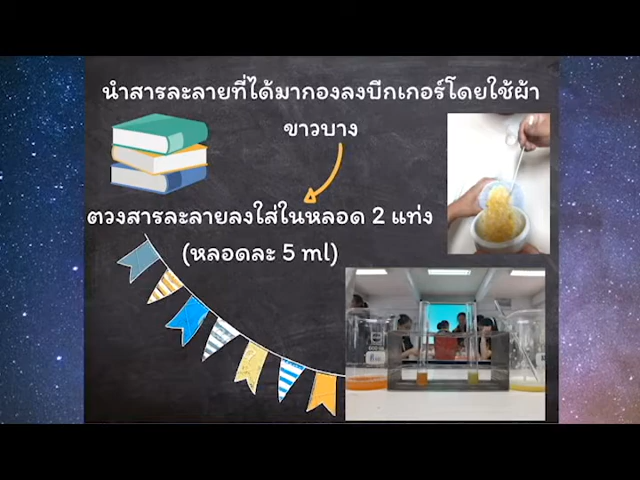 นำสารละลายที่ได้มากองลงบีกเกอร์โดยใช้ผ้า
ขาวบาง
ตวงสารละลายลงใส่ในหลอด 2 แท่ง
(หลอดละ 5 ml)